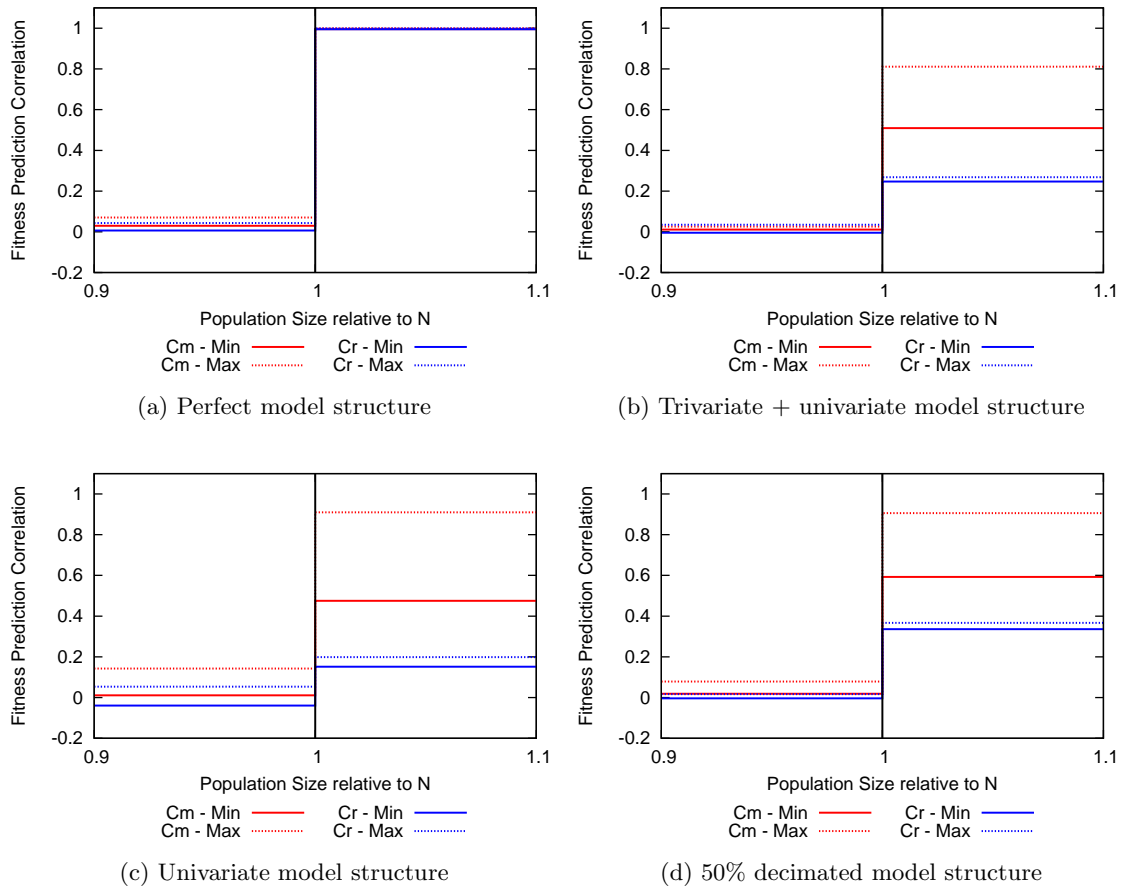 Fitness Prediction Correlation
1
0.8
0.6
0.4
0.2
0
-0.2
0.9
1
1.1
Population Size relative to N
Cm - Min
Cr - Min
Cm - Max
Cr - Max
(a) Perfect model structure
Fitness Prediction Correlation
1
0.8
0.6
0.4
0.2
0
-0.2
0.9
1
1.1
Population Size relative to N
Cm - Min
Cr - Min
Cm - Max
Cr - Max
(b) Trivariate + univariate model structure
Fitness Prediction Correlation
1
0.8
0.6
0.4
0.2
0
-0.2
0.9
1
1.1
Population Size relative to N
Cm - Min
Cr - Min
Cm - Max
Cr - Max
(c) Univariate model structure
Fitness Prediction Correlation
1
0.8
0.6
0.4
0.2
0
-0.2
0.9
1
1.1
Population Size relative to N
Cm - Min
Cr - Min
Cm - Max
Cr - Max
(d) 50% decimated model structure